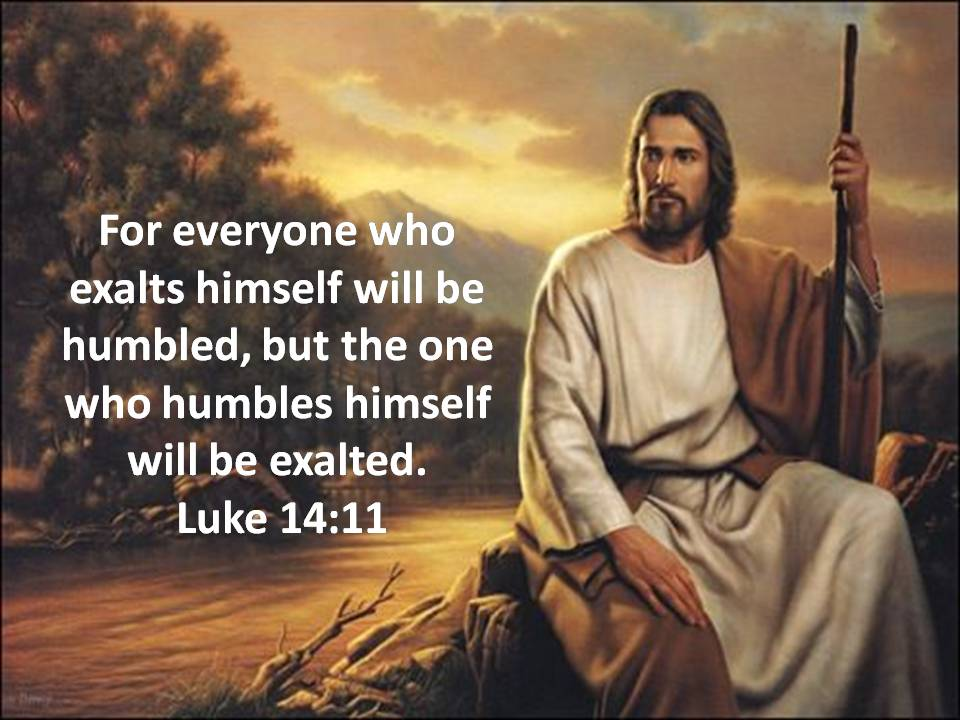 For everyone who
exalts himself will be
humbled, but the one
who humbles himself
will be exalted.
Luke 14:11